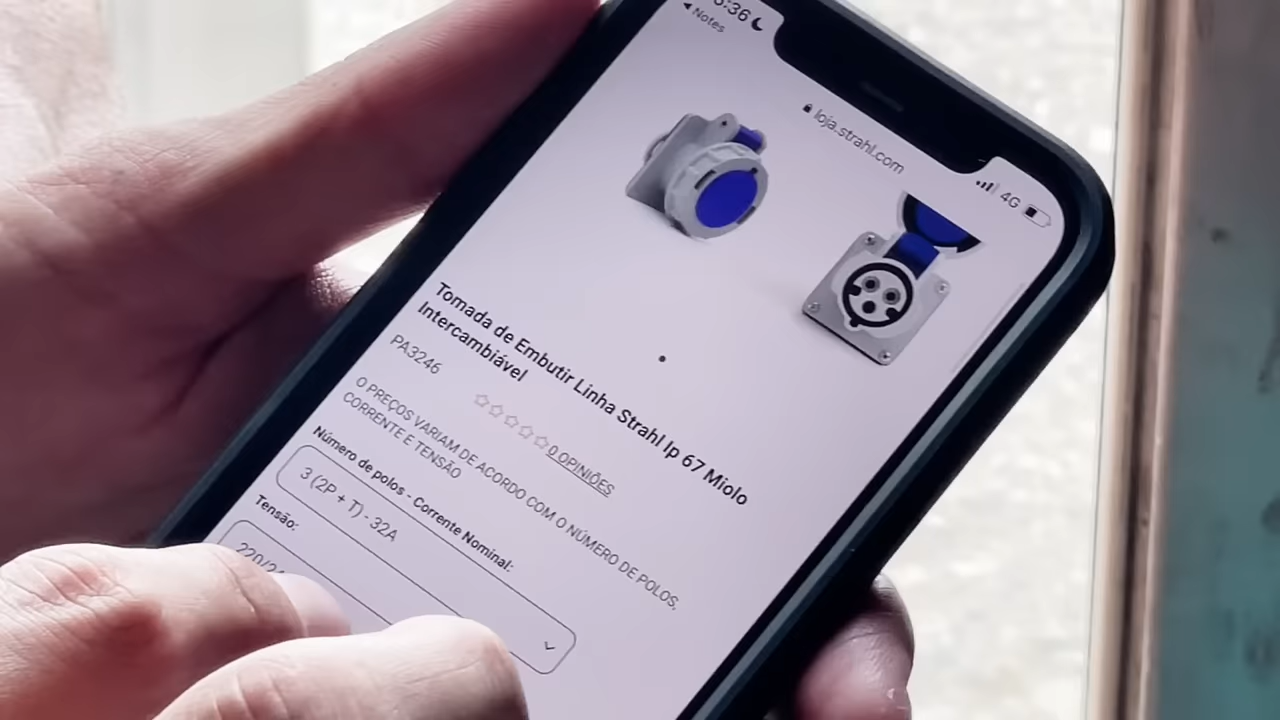 Notes
loja.strahl.com
4G
Tomada de Embutir Linha Strahl Ip 67 Miolo
Intercambiável
PA3246
0 OPINIÕES
O PREÇOS VARIAM DE ACORDO COM O NÚMERO DE POLOS,
CORRENTE E TENSÃO
Número de polos - Corrente Nominal:
3 (2P + T) - 32A
Tensão: